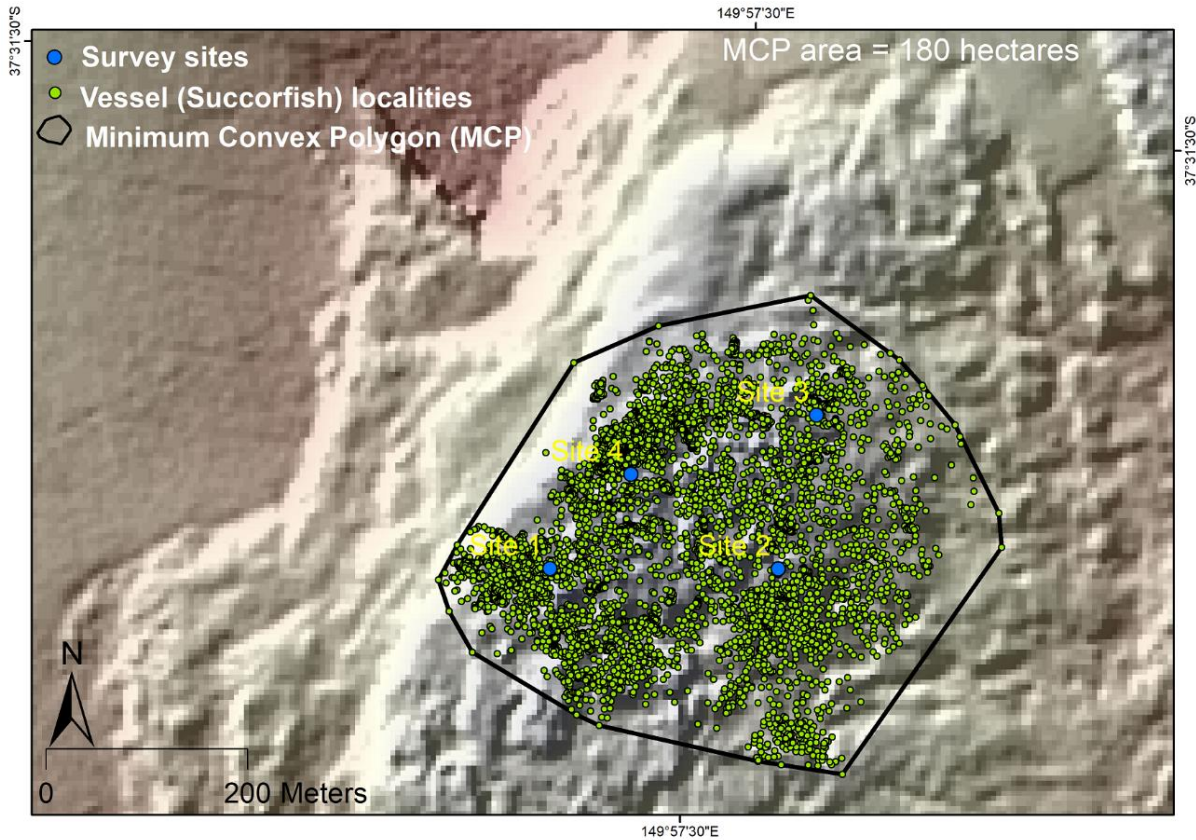 149°57'30"E
37°31'30"S
Survey sites
MCP area = 180 hectares
Vessel (Succorfish) localities
Minimum Convex Polygon (MCP)
37°31'30"S
Site 3
Site 4
Site 1
Site 2
N
0 200 Meters
149°57'30"E